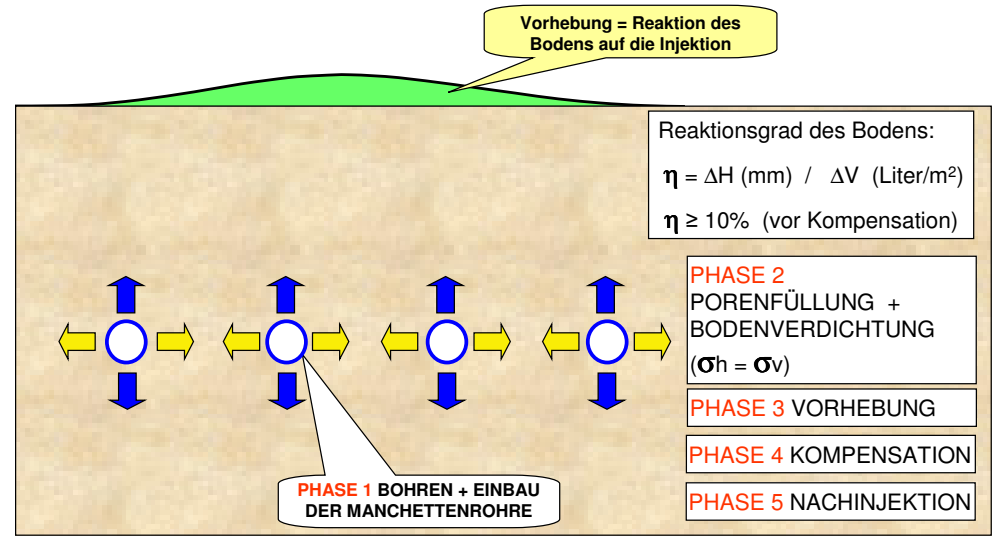 Vorhebung = Reaktion des
Bodens auf die Injektion
Reaktionsgrad des Bodens:
η = ΔH (mm) / ΔV (Liter/m²)
η ≥ 10% (vor Kompensation)
PHASE 2
PORENFÜLLUNG +
BODENVERDICHTUNG
(σh = σv)
PHASE 3 VORHEBUNG
PHASE 4 KOMPENSATION
PHASE 5 NACHINJEKTION
PHASE 1 BOHREN + EINBAU
DER MANCHETTENROHRE